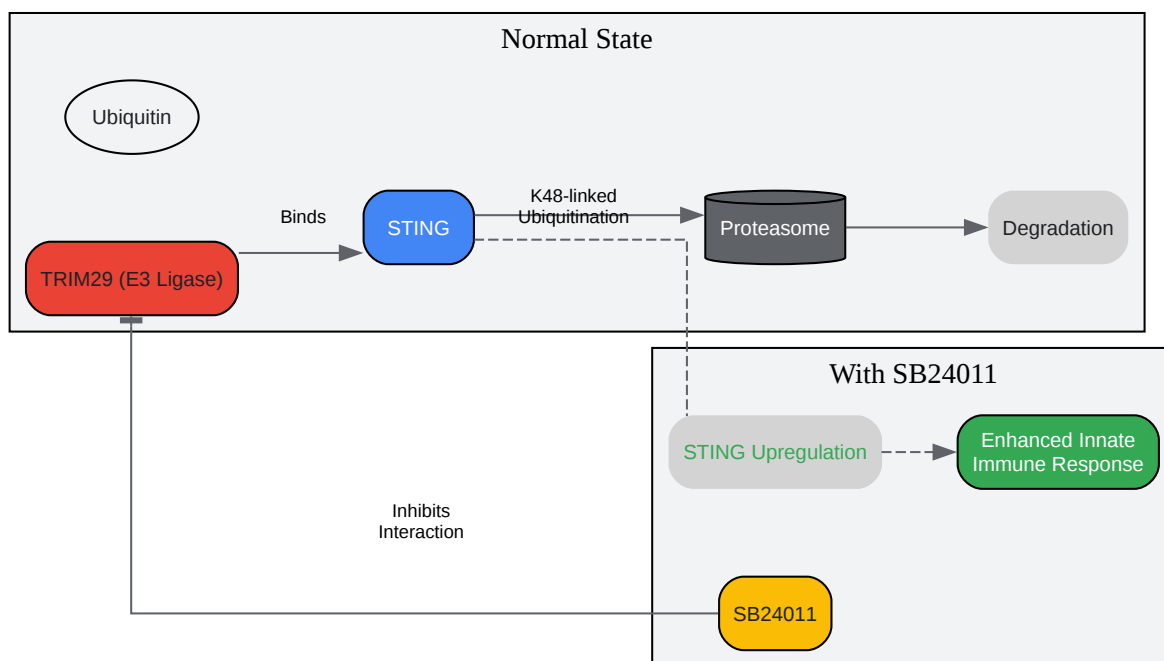 Normal State
Ubiquitin
K48-linked
Ubiquitination
Binds
STING
Proteasome
Degradation
TRIM29 (E3 Ligase)
With SB24011
STING Upregulation
Enhanced Innate
Immune Response
Inhibits
Interaction
SB24011